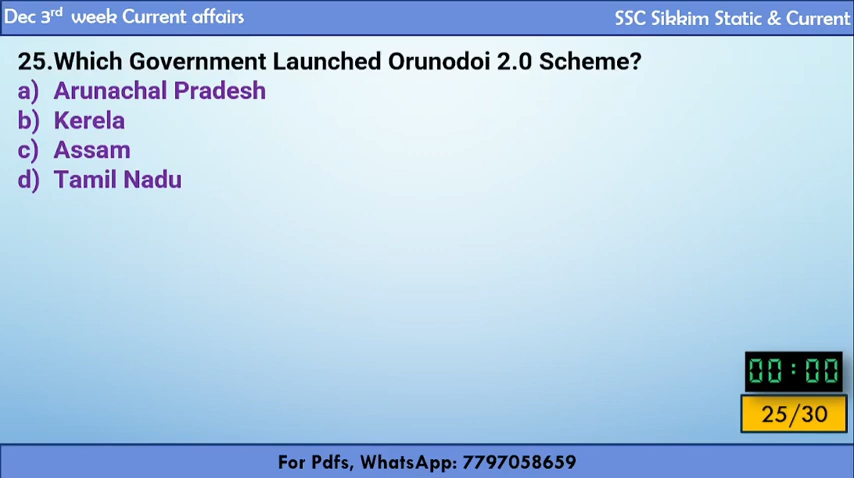 Dec 3rd week Current affairs
SSC Sikkim Static & Current
25.Which Government Launched Orunodoi 2.0 Scheme?
a) Arunachal Pradesh
b) Kerela
c) Assam
d) Tamil Nadu
00:00
25/30
For Pdfs, WhatsApp: 7797058659